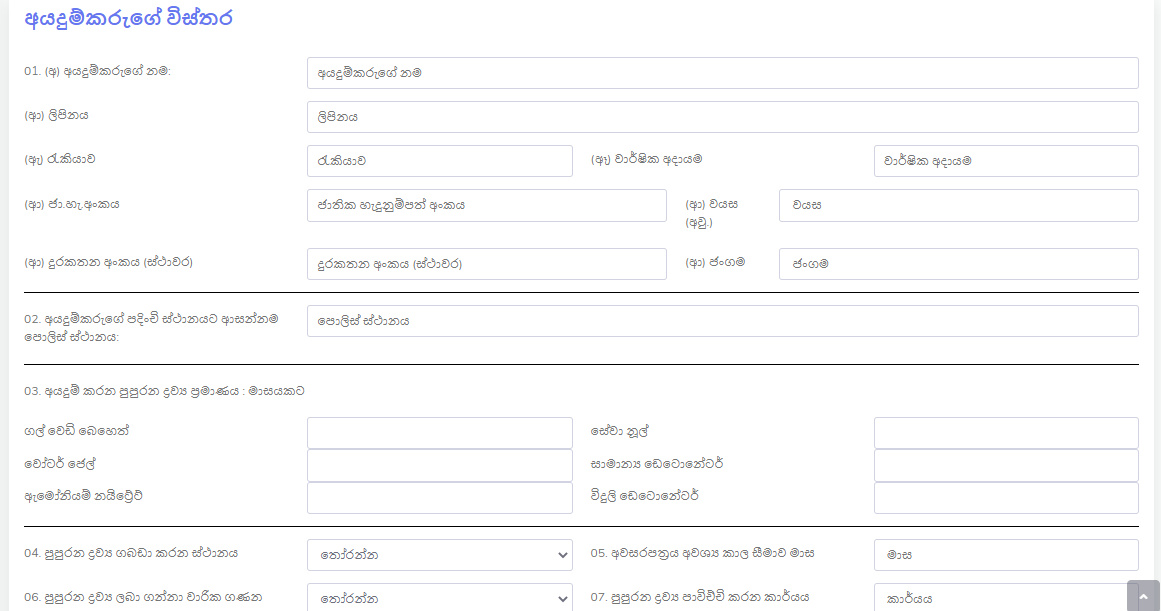 අයදුම්කරුගේ විස්තර
01. (අ) අයදුම්කරුගේ නම: අයදුම්කරුගේ නම
(ආ) ලිපිනය ලිපිනය
(ඇ) රැකියාව රැකියාව (ඈ) වාර්ෂික අදායම වාර්ෂික අදායම
(ආ) ජා.හැ.අංකය ජාතික හැදුනුම්පත් අංකය (ආ) වයස (අවු.) වයස
(ආ) දුරකතන අංකය (ස්ථාවර) දුරකතන අංකය (ස්ථාවර) (ආ) ජංගම ජංගම
02. අයදුම්කරුගේ පදිංචි ස්ථානයට ආසන්නම
පොලිස් ස්ථානය: පොලිස් ස්ථානය
03. අයදුම් කරන පුපුරන ද්‍රව්‍ය ප්‍රමාණය : මාසයකට
ගල් වෙඩි බෙහෙත් සේවා නූල්
වෝටර් ජෙල් සාමාන්‍ය ඩෙටොනේටර්
ඇමෝනියම් නයිට්‍රේට් විදුලි ඩෙටොනේටර්
04. පුපුරන ද්‍රව්‍ය ගබඩා කරන ස්ථානය තෝරන්න 05. අවසරපත්‍රය අවශ්‍ය කාල සීමාව මාස මාස
06. පුපුරන ද්‍රව්‍ය ලබා ගන්නා වාරික ගණන තෝරන්න 07. පුපුරන ද්‍රව්‍ය පාවිච්චි කරන කාර්යය කාර්යය